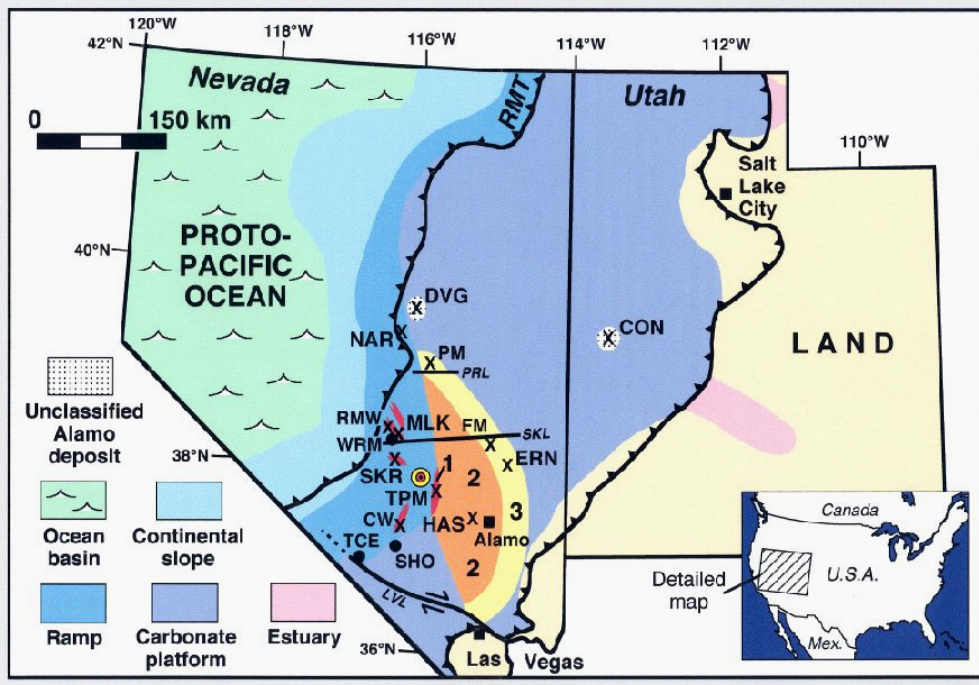 120°W
118°W
116°W
114°W
112°W
42°N
Nevada
RMT
Utah
0 150 km
110°W
Salt
Lake
City
PROTO-
PACIFIC
OCEAN
40°N
DVG
CON
NAR
PM
PRL
LAND
Unclassified
Alamo
deposit
RMW
MLK
FM
SKL
WRM
ERN
38°N
SKR
1
2
TPM
3
CW
HAS
Alamo
TCE
SHO
2
LVL
Ocean
basin
Continental
slope
Ramp
Carbonate
platform
Estuary
36°N
Las Vegas
Canada
Detailed
map
U.S.A.
Mex.